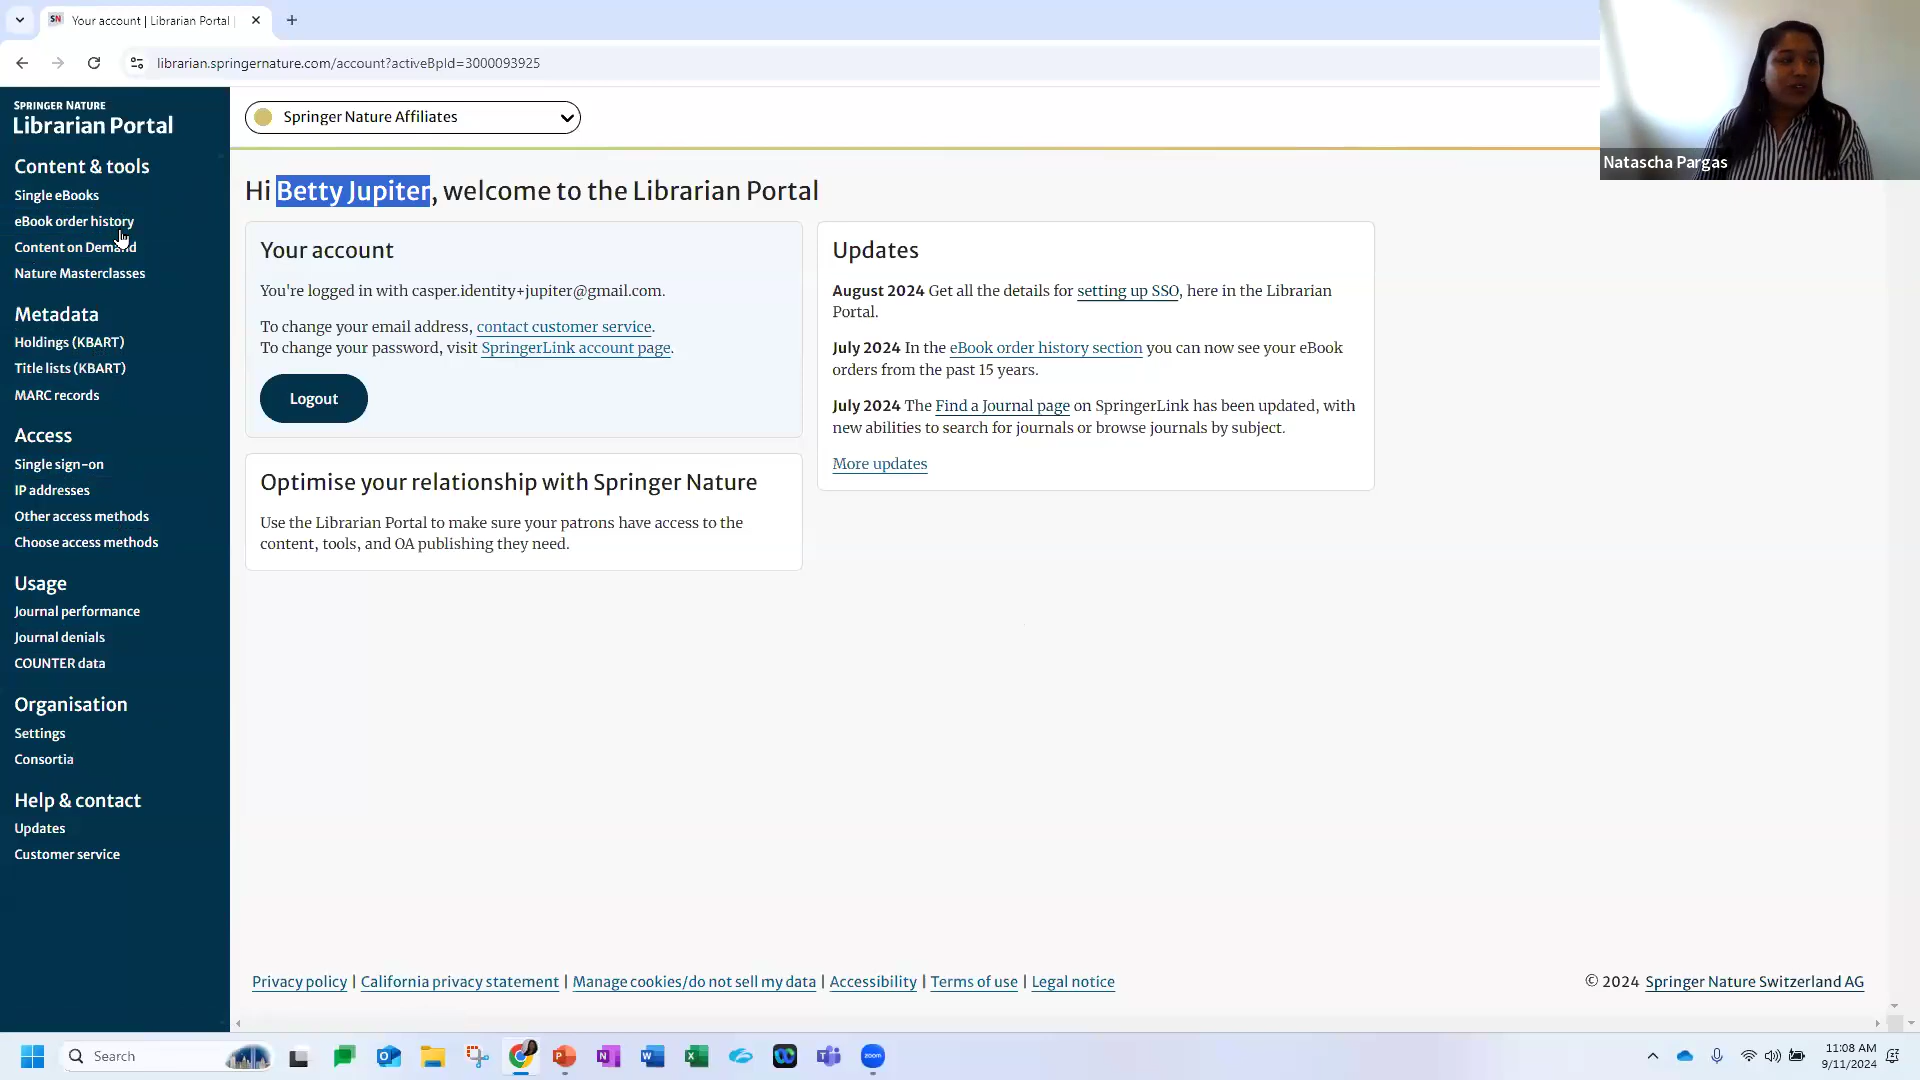 SN Your account | Librarian Portal
librarian.springernature.com/account?activeBpId=3000093925
Natascha Pargas
SPRINGER NATURE
Librarian Portal
Content & tools
Single eBooks
eBook order history
Content on Demand
Nature Masterclasses
Metadata
Holdings (KBART)
Title lists (KBART)
MARC records
Access
Single sign-on
IP addresses
Other access methods
Choose access methods
Usage
Journal performance
Journal denials
COUNTER data
Organisation
Settings
Consortia
Help & contact
Updates
Customer service
Springer Nature Affiliates
Hi Betty Jupiter, welcome to the Librarian Portal
Your account
You're logged in with casper.identity+jupiter@gmail.com.
To change your email address, contact customer service.
To change your password, visit SpringerLink account page.
Logout
Optimise your relationship with Springer Nature
Use the Librarian Portal to make sure your patrons have access to the
content, tools, and OA publishing they need.
Updates
August 2024 Get all the details for setting up SSO, here in the Librarian
Portal.
July 2024 In the eBook order history section you can now see your eBook
orders from the past 15 years.
July 2024 The Find a Journal page on SpringerLink has been updated, with
new abilities to search for journals or browse journals by subject.
More updates
Privacy policy | California privacy statement | Manage cookies/do not sell my data | Accessibility | Terms of use | Legal notice
© 2024 Springer Nature Switzerland AG
Search
zoom
11:08 AM
9/11/2024